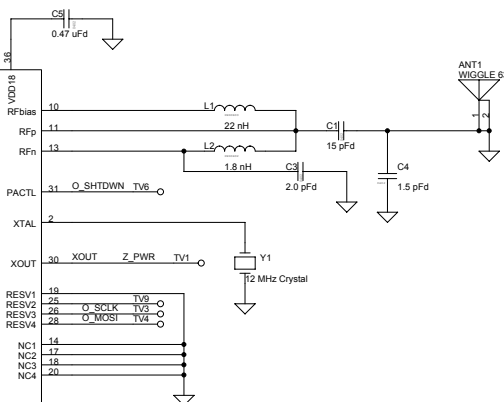 C5
0.47 uFd
36
VDD18
ANT1
WIGGLE 63
RFbias 10 L1
22 nH
RFp 11 C1
15 pFd
1 2
RFn 13 L2
1.8 nH
C3
2.0 pFd
C4
1.5 pFd
PACTL 31 O_SHTDWN TV6
XTAL 2
XOUT 30 XOUT Z_PWR TV1
Y1
12 MHz Crystal
RESV1 19
RESV2 25 TV9
RESV3 26 O_SCLK TV3
RESV4 28 O_MOSI TV4
NC1 14
NC2 17
NC3 18
NC4 20